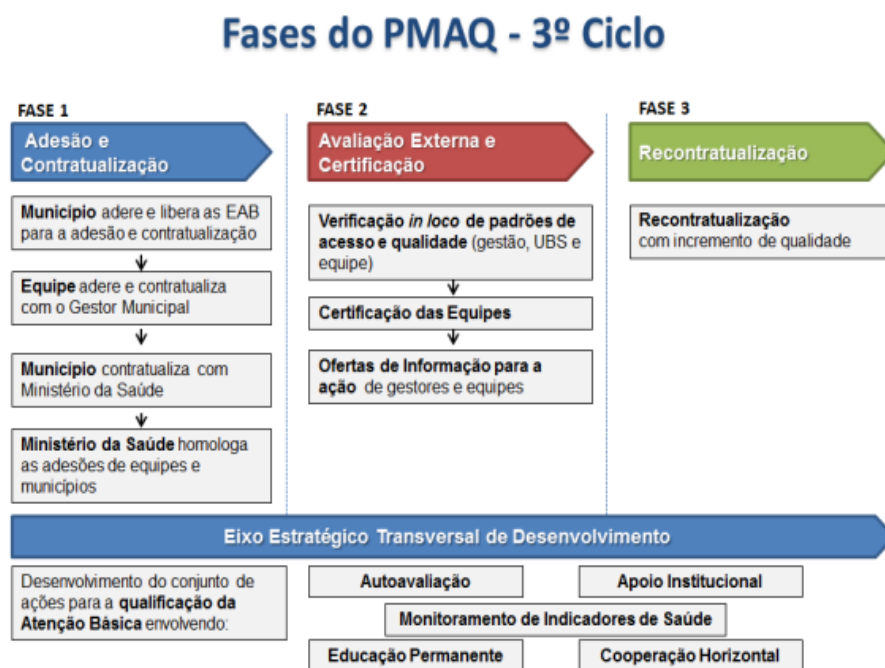 Fases do PMAQ - 3º Ciclo
FASE 1
Adesão e
Contratualização
Município adere e libera as EAB
para a adesão e contratualização
Equipe adere e contratualiza
com o Gestor Municipal
Município contratualiza com
Ministério da Saúde
Ministério da Saúde homologa
as adesões de equipes e
municípios
FASE 2
Avaliação Externa e
Certificação
Verificação in loco de padrões de
acesso e qualidade (gestão, UBS e
equipe)
Certificação das Equipes
Ofertas de Informação para a
ação de gestores e equipes
FASE 3
Recontratualização
Recontratualização
com incremento de qualidade
Eixo Estratégico Transversal de Desenvolvimento
Desenvolvimento do conjunto de
ações para a qualificação da
Atenção Básica envolvendo:
Autoavaliação
Apoio Institucional
Monitoramento de Indicadores de Saúde
Educação Permanente
Cooperação Horizontal